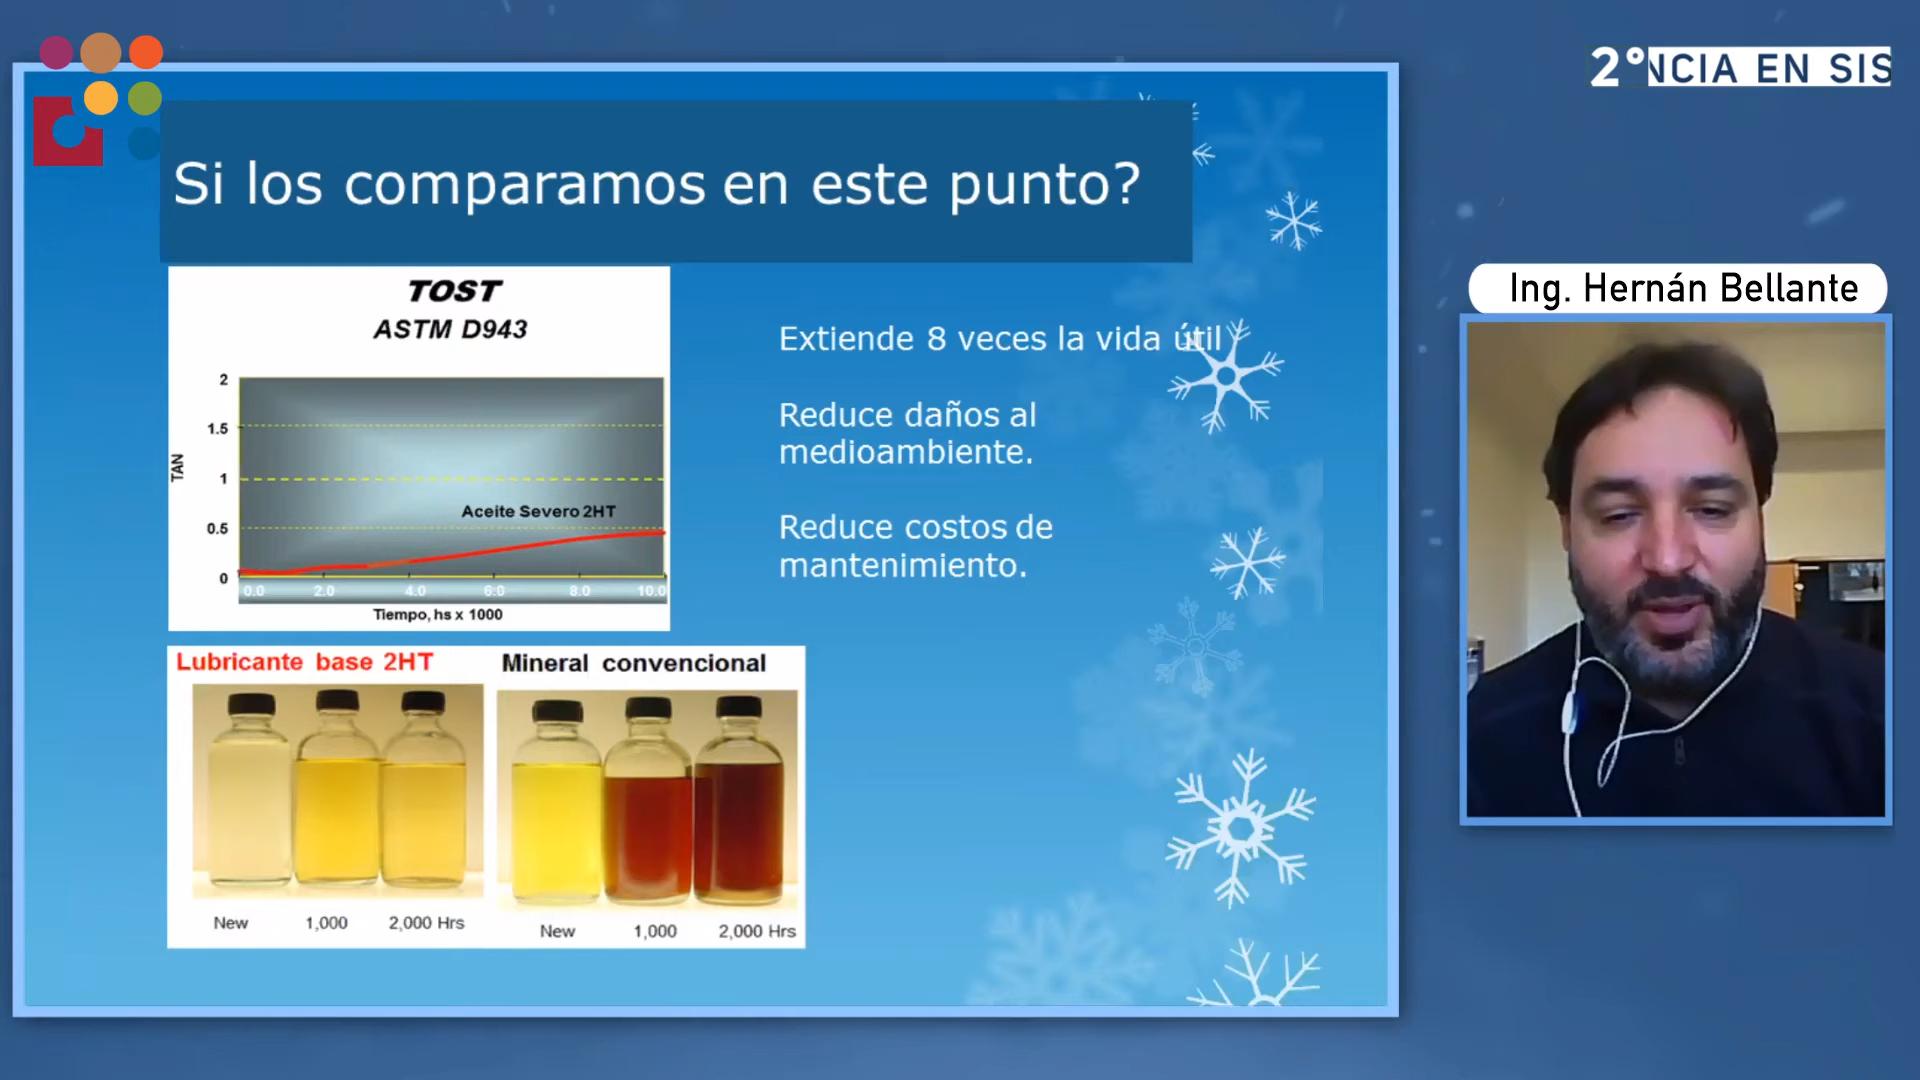 2°NCIA EN SIS
Si los comparamos en este punto?
Ing. Hernán Bellante
TOST
ASTM D943
2
1.5
1
0.5
0
TAN
Aceite Severo 2HT
0.0 2.0 4.0 6.0 8.0 10.0
Tiempo, hs x 1000
Extiende 8 veces la vida útil
Reduce daños al
medioambiente.
Reduce costos de
mantenimiento.
Lubricante base 2HT
Mineral convencional
New 1,000 2,000 Hrs
New 1,000 2,000 Hrs